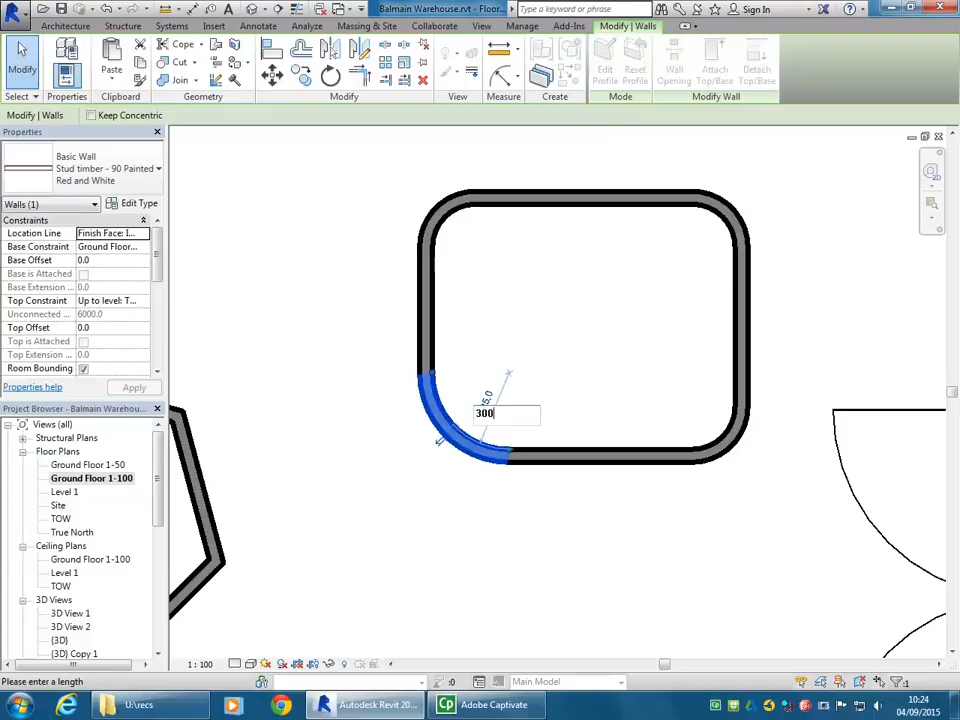 Balmain Warehouse.rvt - Floor...
Type a keyword or phrase
Sign In
Architecture Structure Systems Insert Annotate Analyze Massing & Site Collaborate View Manage Add-Ins Modify | Walls
Modify
Paste
Cope
Cut
Join
Edit Profile
Reset Profile
Wall Opening
Attach Top/Base
Detach Top/Base
Select
Properties
Clipboard
Geometry
Modify
View
Measure
Create
Mode
Modify Wall
Modify | Walls
Keep Concentric
Properties
Basic Wall
Stud timber - 90 Painted
Red and White
Walls (1)
Edit Type
Constraints
Location Line Finish Face: I...
Base Constraint Ground Floor...
Base Offset 0.0
Base is Attached
Base Extension ... 0.0
Top Constraint Up to level: T...
Unconnected ... 6000.0
Top Offset 0.0
Top is Attached
Top Extension ... 0.0
Room Bounding
Properties help
Apply
Project Browser - Balmain Warehou...
Views (all)
Structural Plans
Floor Plans
Ground Floor 1-50
Ground Floor 1-100
Level 1
Site
TOW
True North
Ceiling Plans
Ground Floor 1-100
Level 1
TOW
3D Views
3D View 1
3D View 2
{3D}
{3D} Copy 1
300
1 : 100
Please enter a length
:0
Main Model
U:\recs
Autodesk Revit 20...
Adobe Captivate
10:24
04/09/2015